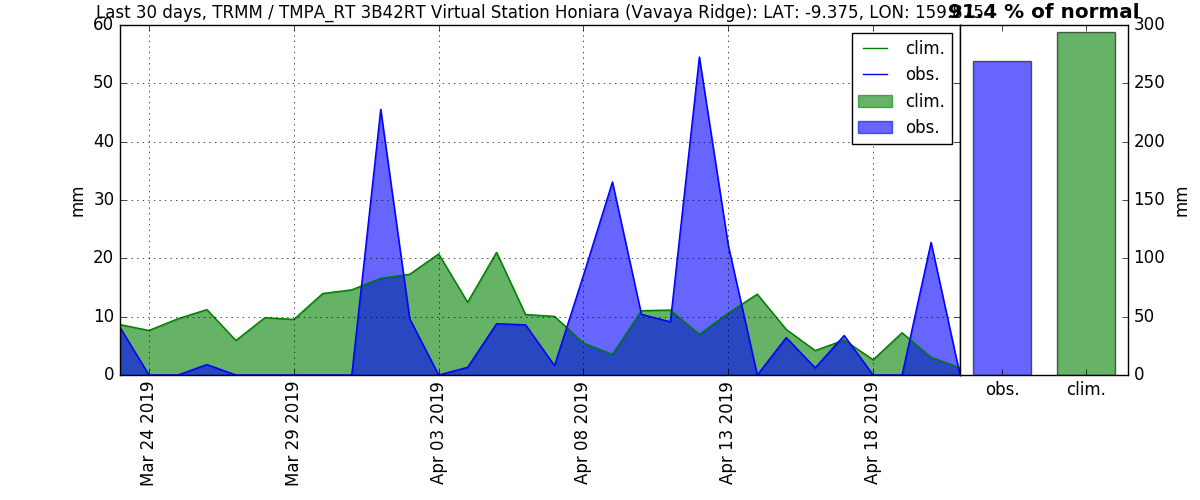 Last 30 days, TRMM / TMPA_RT 3B42RT Virtual Station Honiara (Vavaya Ridge): LAT: -9.375, LON: 159.875
91.4 % of normal
60
50
40
30
20
10
0
mm
clim.
obs.
clim.
obs.
Mar 24 2019
Mar 29 2019
Apr 03 2019
Apr 08 2019
Apr 13 2019
Apr 18 2019
obs.
clim.
300
250
200
150
100
50
0
mm